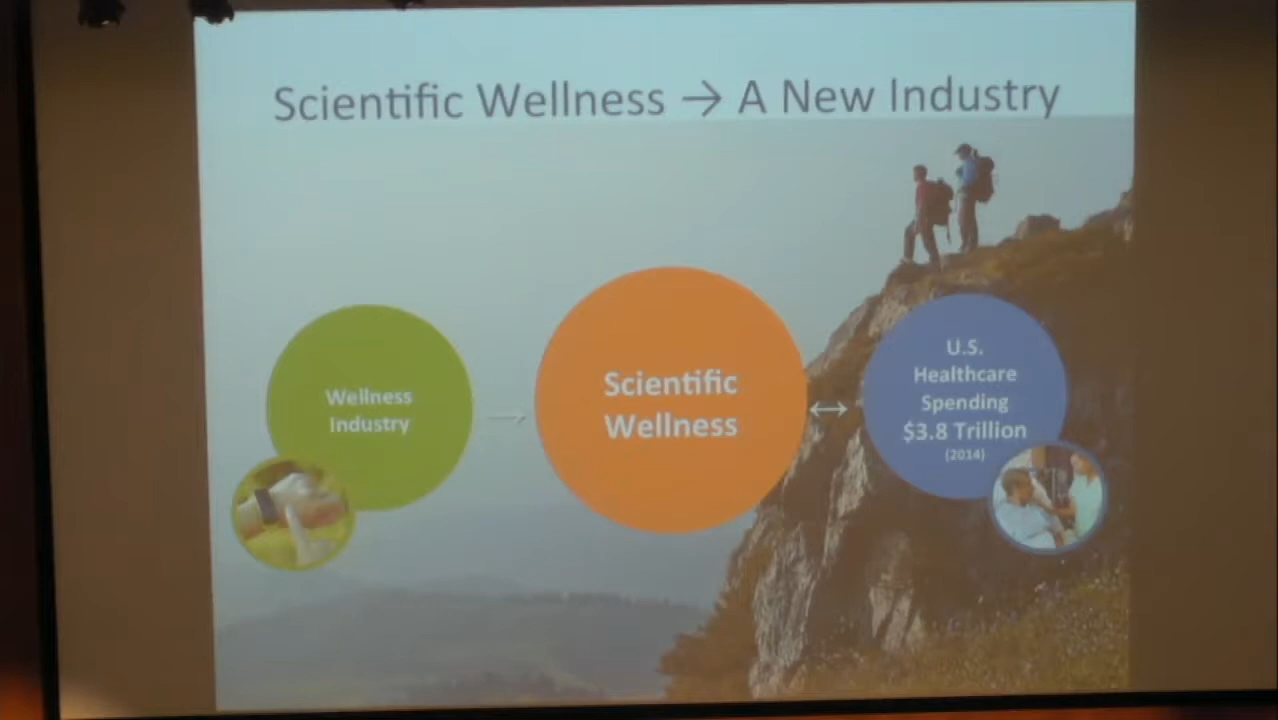 Scientific Wellness → A New Industry
Wellness
Industry
Scientific
Wellness
U.S.
Healthcare
Spending
$3.8 Trillion
(2014)